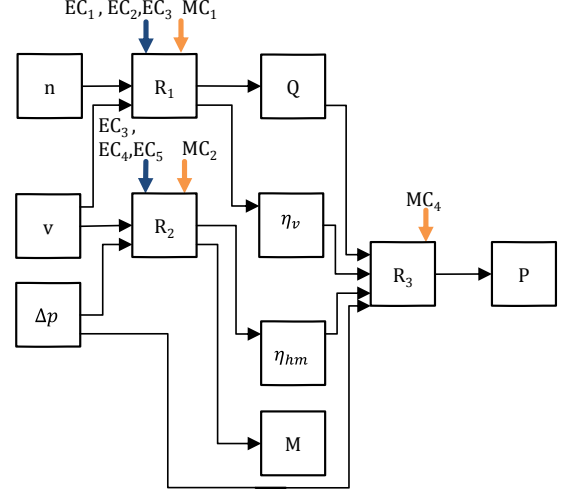 EC₁ , EC₂,EC₃ MC₁
n
R₁
Q
EC₃ ,
EC₄,EC₅
MC₂
v
R₂
η𝑣
MC₄
R₃
P
Δp
ηhm
M